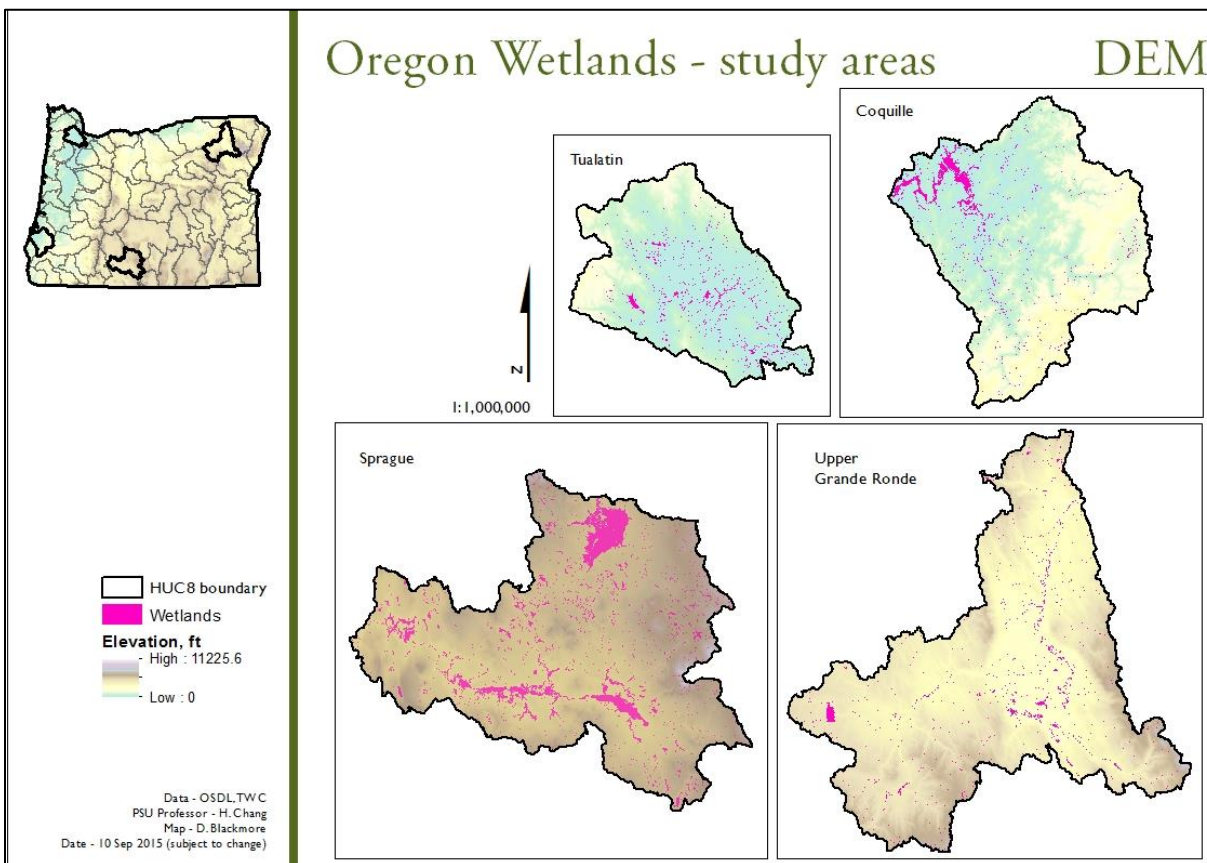 Oregon Wetlands - study areas
DEM
Tualatin
Coquille
N
1:1,000,000
Sprague
Upper
Grande Ronde
HUC8 boundary
Wetlands
Elevation, ft
High : 11225.6
Low : 0
Data - OSDL,TWC
PSU Professor - H. Chang
Map - D. Blackmore
Date - 10 Sep 2015 (subject to change)